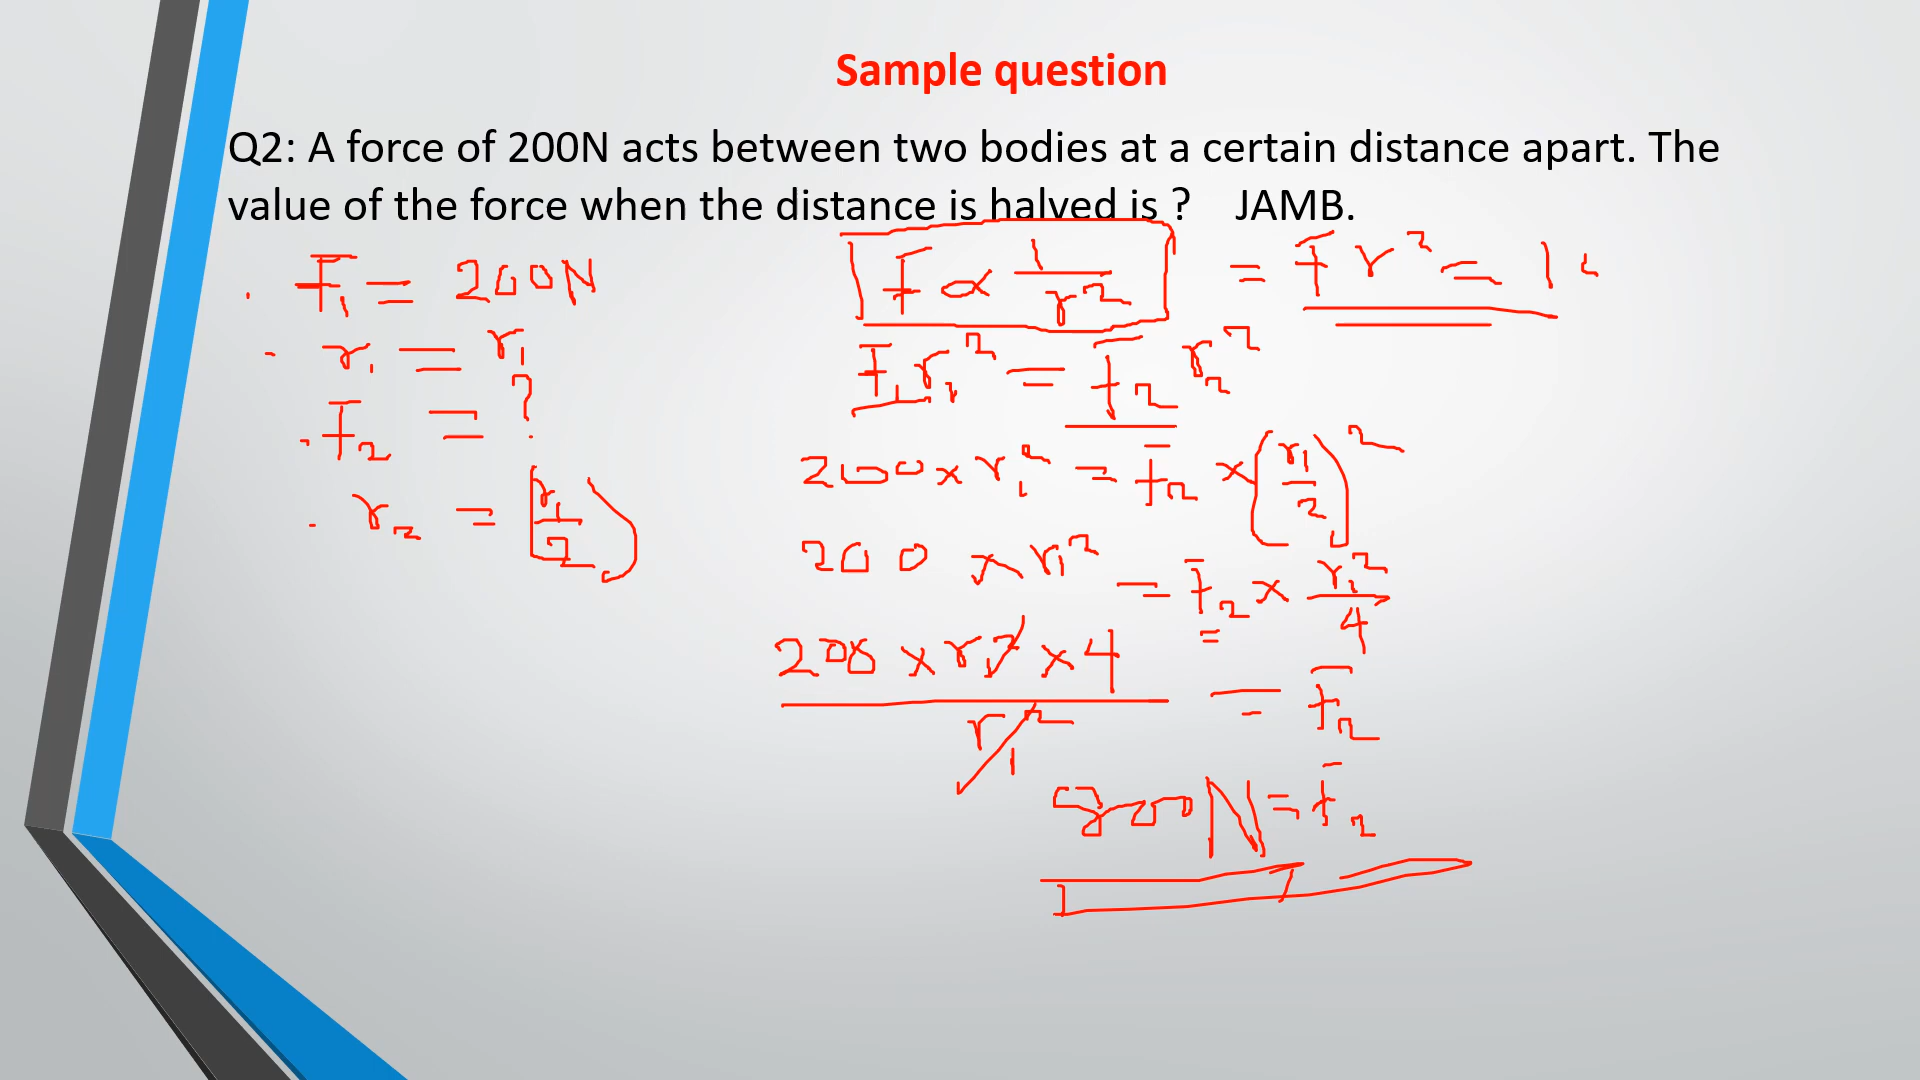 Sample question
Q2: A force of 200N acts between two bodies at a certain distance apart. The
value of the force when the distance is halved is ? JAMB.
F₁ = 200N
r₁ = r₁
F₂ = ?
r₂ = (r₁/2)
F ∝ 1/r² = Fr² = k
F₁r₁² = F₂ r₂²
200 × r₁² = F₂ × (r₁/2)²
200 × r₁² = F₂ × r₁²/4
200 × r₁² × 4 / r₁² = F₂
800N = F₂